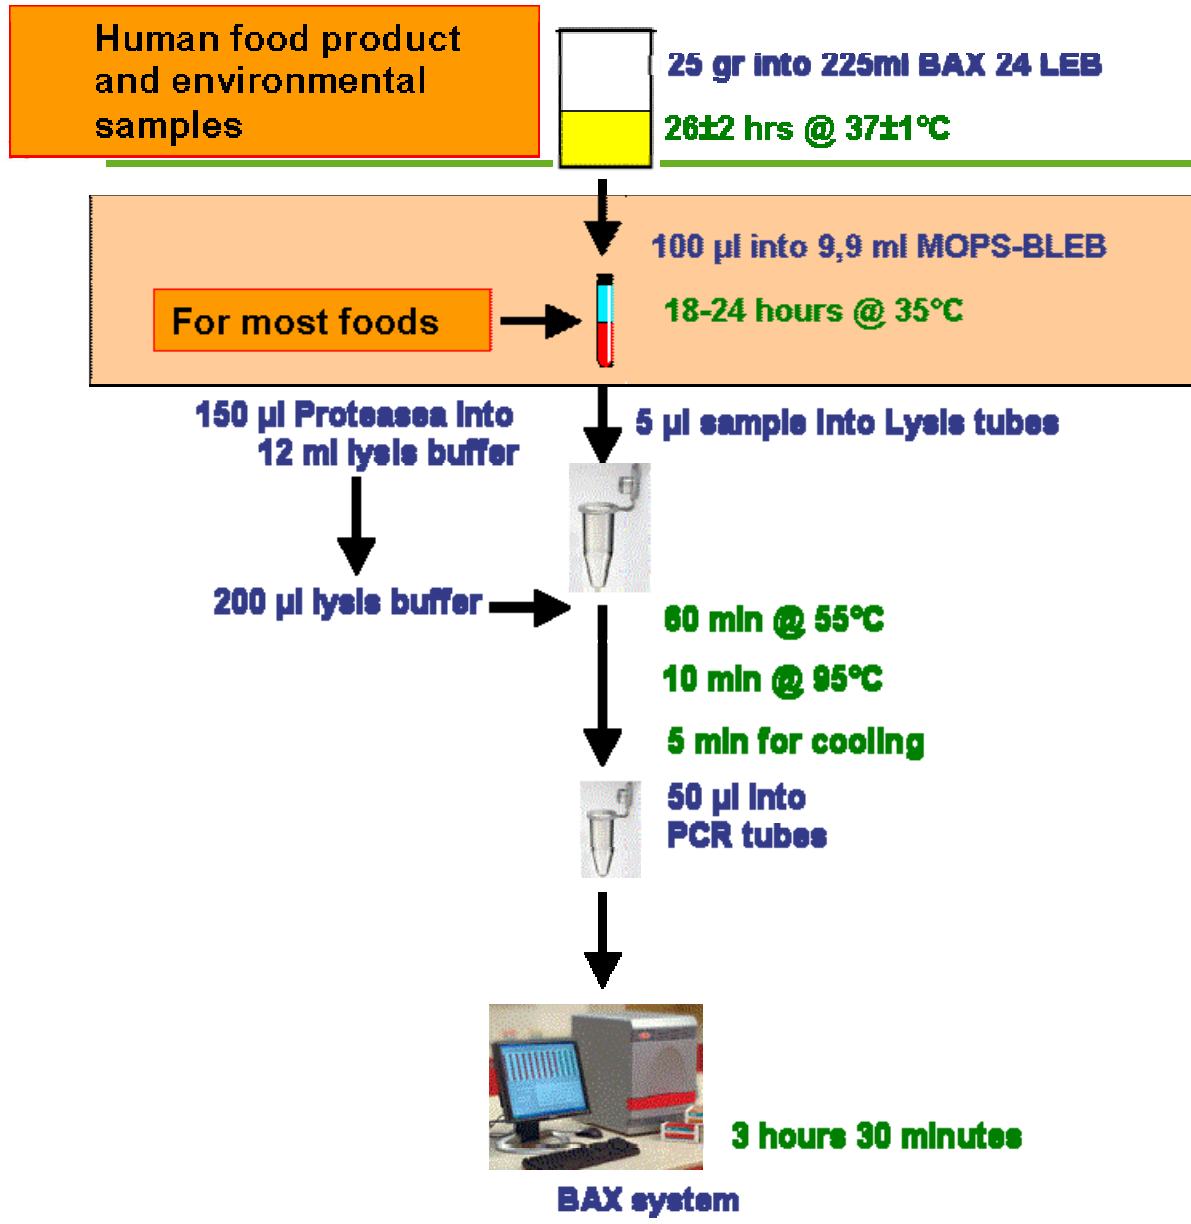 Human food product
and environmental
samples
25 gr into 225ml BAX 24 LEB
26±2 hrs @ 37±1°C
100 µl into 9,9 ml MOPS-BLEB
For most foods
18-24 hours @ 35°C
150 µl Proteasea into
12 ml lysis buffer
5 µl sample into Lysis tubes
200 µl lysis buffer
60 min @ 55°C
10 min @ 95°C
5 min for cooling
50 µl into
PCR tubes
3 hours 30 minutes
BAX system